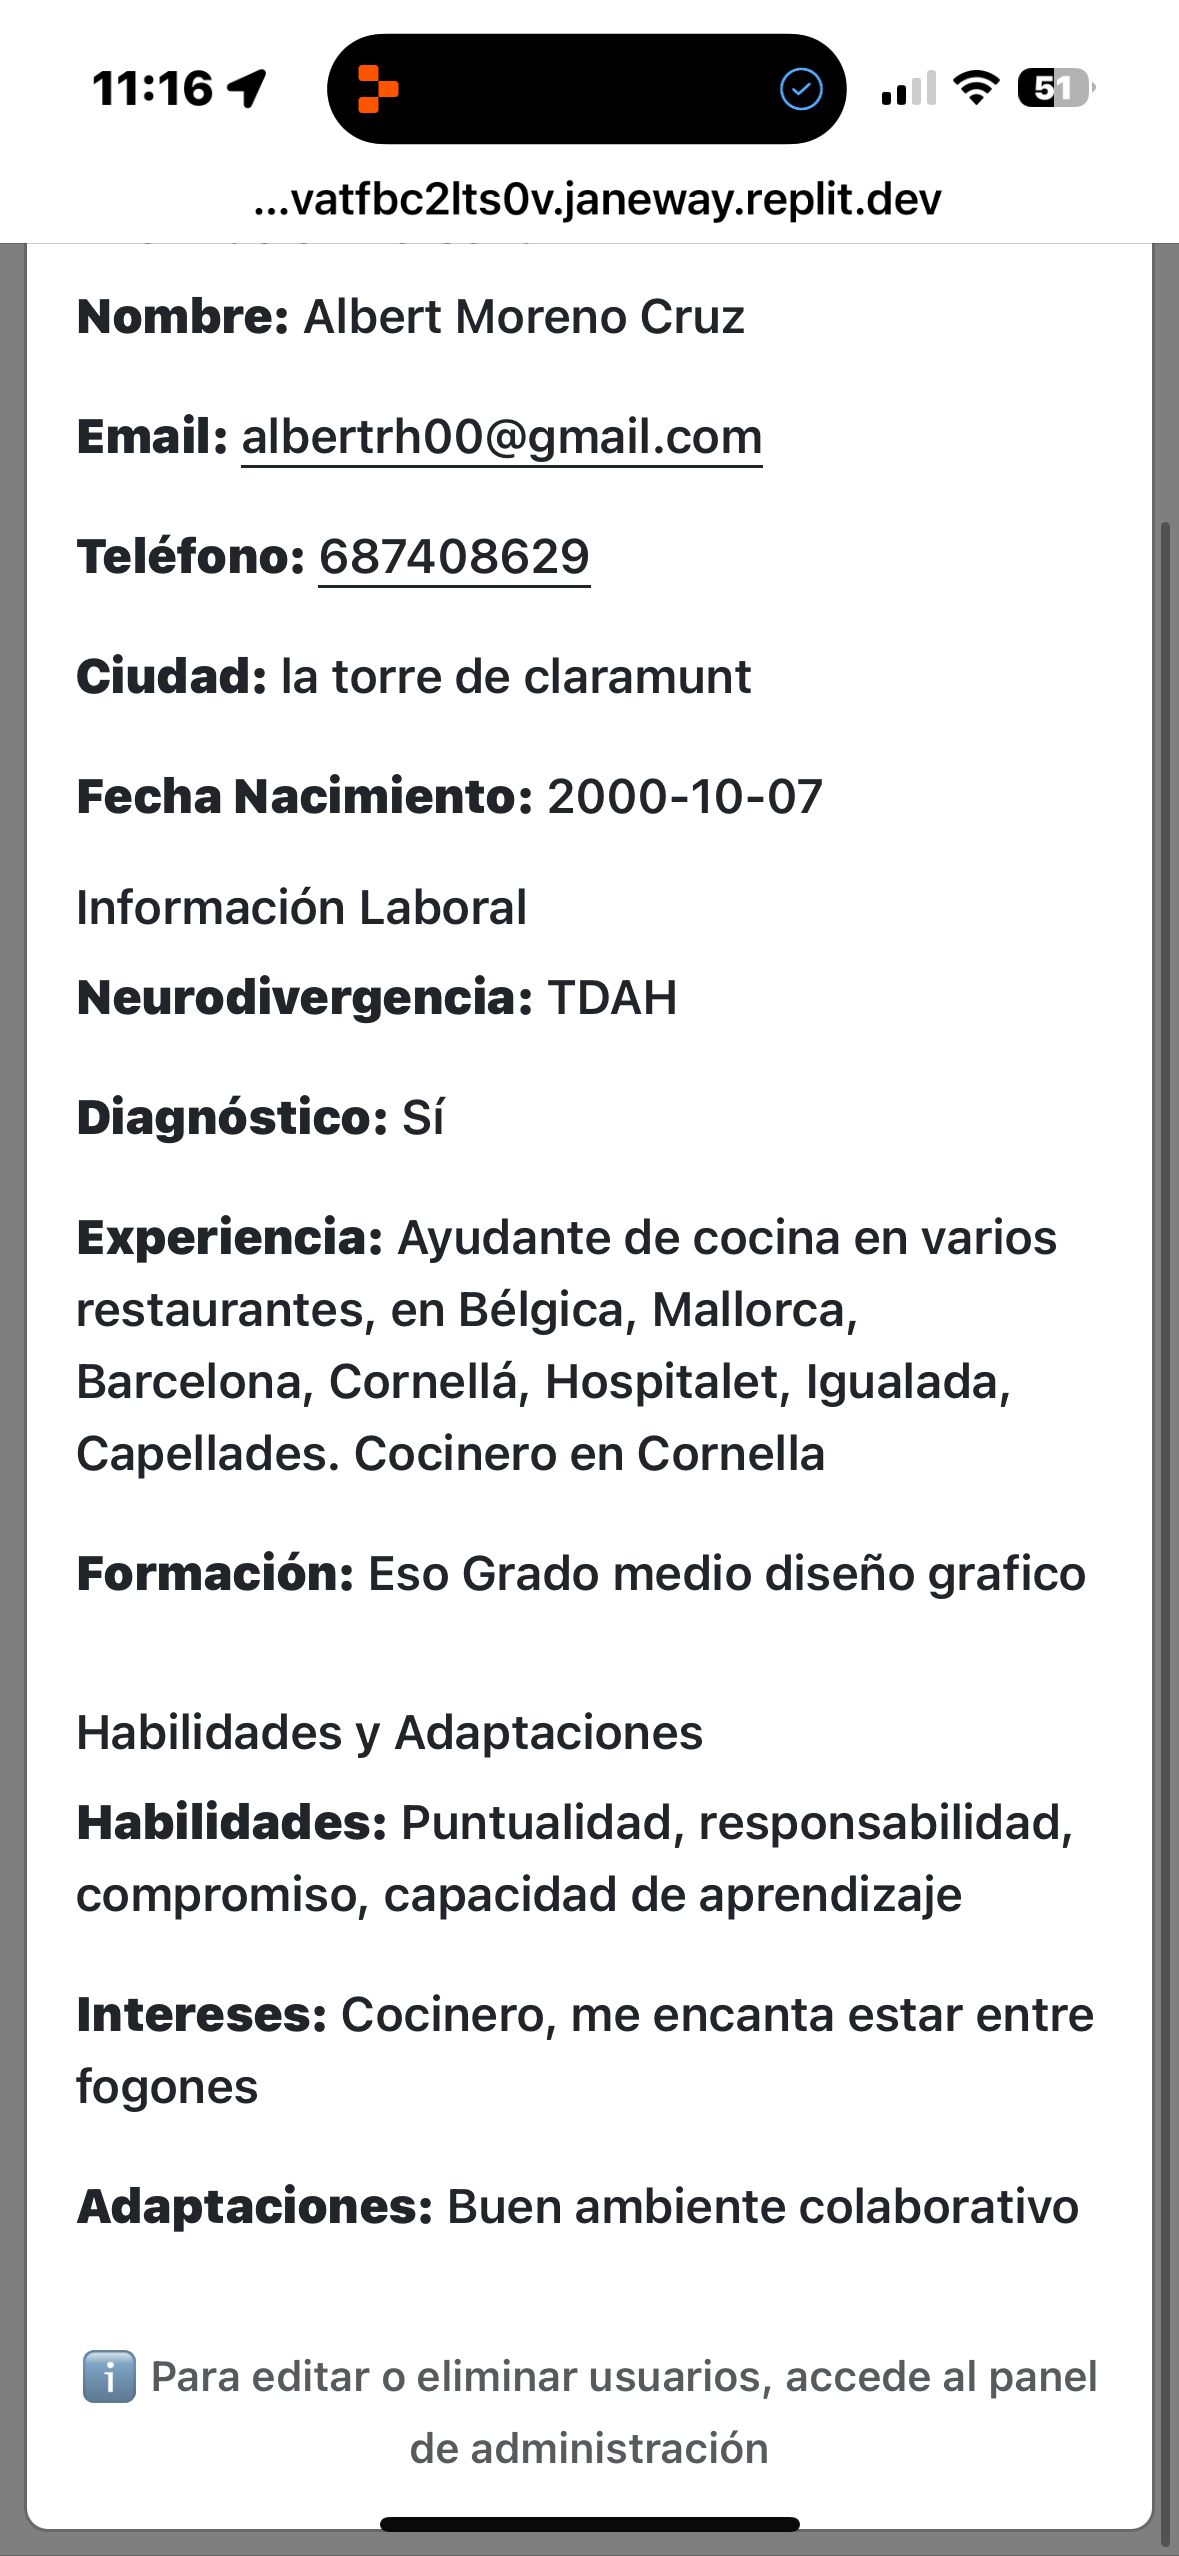 11:16
51
...vatfbc2lts0v.janeway.replit.dev
Nombre: Albert Moreno Cruz
Email: albertrh00@gmail.com
Teléfono: 687408629
Ciudad: la torre de claramunt
Fecha Nacimiento: 2000-10-07
Información Laboral
Neurodivergencia: TDAH
Diagnóstico: Sí
Experiencia: Ayudante de cocina en varios
restaurantes, en Bélgica, Mallorca,
Barcelona, Cornellá, Hospitalet, Igualada,
Capellades. Cocinero en Cornella
Formación: Eso Grado medio diseño grafico
Habilidades y Adaptaciones
Habilidades: Puntualidad, responsabilidad,
compromiso, capacidad de aprendizaje
Intereses: Cocinero, me encanta estar entre
fogones
Adaptaciones: Buen ambiente colaborativo
ℹ️ Para editar o eliminar usuarios, accede al panel
de administración